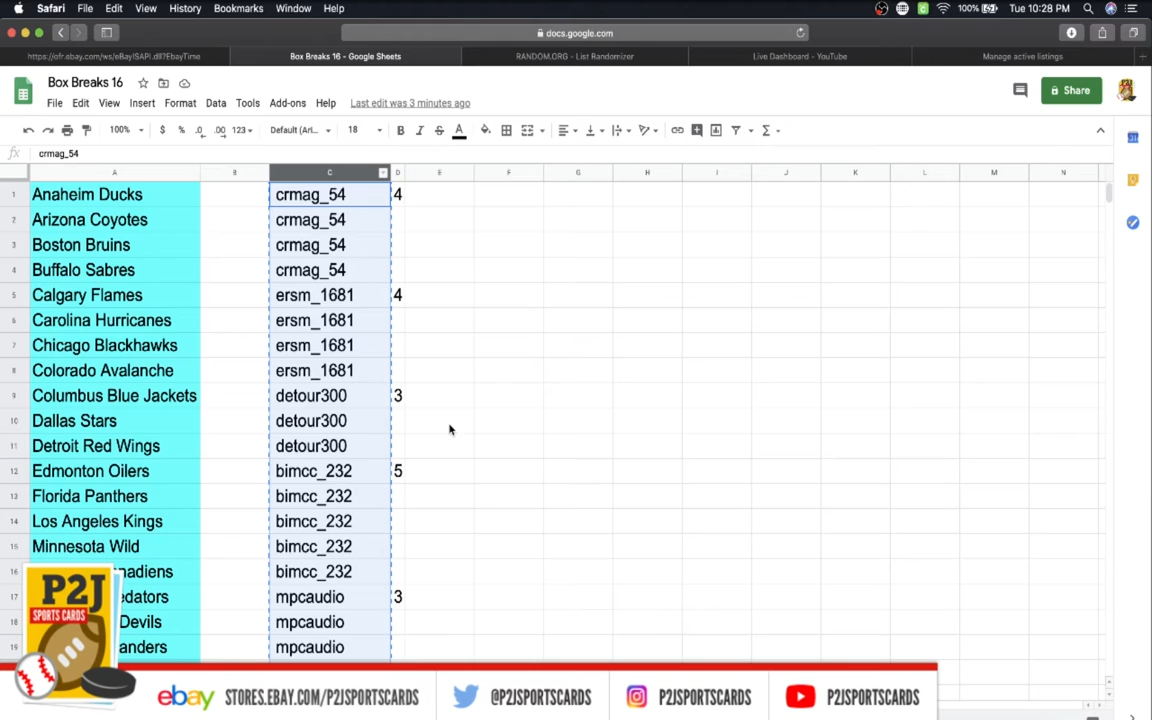 Safari File Edit View History Bookmarks Window Help 100% Tue 10:28 PM
docs.google.com
https://ofr.ebay.com/ws/eBayISAPI.dll?EbayTime Box Breaks 16 - Google Sheets RANDOM.ORG - List Randomizer Live Dashboard - YouTube Manage active listings
Box Breaks 16
File Edit View Insert Format Data Tools Add-ons Help Last edit was 3 minutes ago
Share
100% $ % .0 .00 123 Default (Ari... 18 B I S A
fx crmag_54
A B C D E F G H I J K L M N
1 Anaheim Ducks crmag_54 4
2 Arizona Coyotes crmag_54
3 Boston Bruins crmag_54
4 Buffalo Sabres crmag_54
5 Calgary Flames ersm_1681 4
6 Carolina Hurricanes ersm_1681
7 Chicago Blackhawks ersm_1681
8 Colorado Avalanche ersm_1681
9 Columbus Blue Jackets detour300 3
10 Dallas Stars detour300
11 Detroit Red Wings detour300
12 Edmonton Oilers bimcc_232 5
13 Florida Panthers bimcc_232
14 Los Angeles Kings bimcc_232
15 Minnesota Wild bimcc_232
16 nadiens bimcc_232
17 edators mpcaudio 3
18 Devils mpcaudio
19 anders mpcaudio
P2J
SPORTS CARDS
ebay STORES.EBAY.COM/P2JSPORTSCARDS @P2JSPORTSCARDS P2JSPORTSCARDS P2JSPORTSCARDS